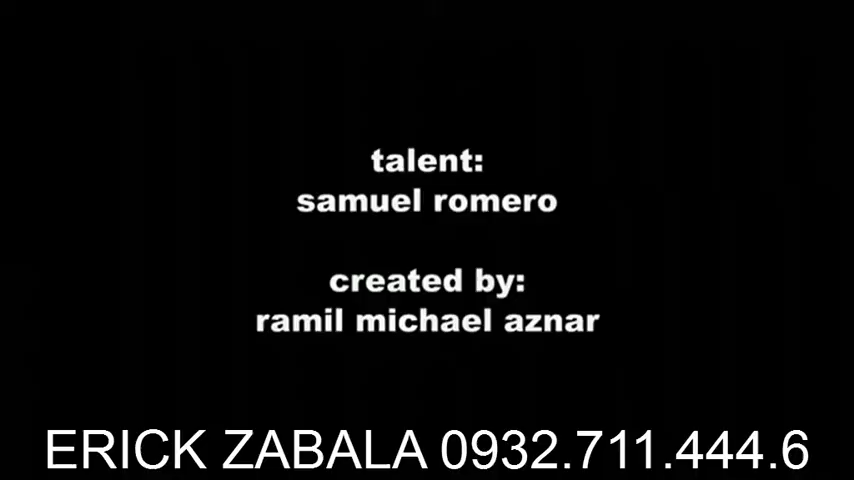 talent:
samuel romero
created by:
ramil michael aznar
ERICK ZABALA 0932.711.444.6